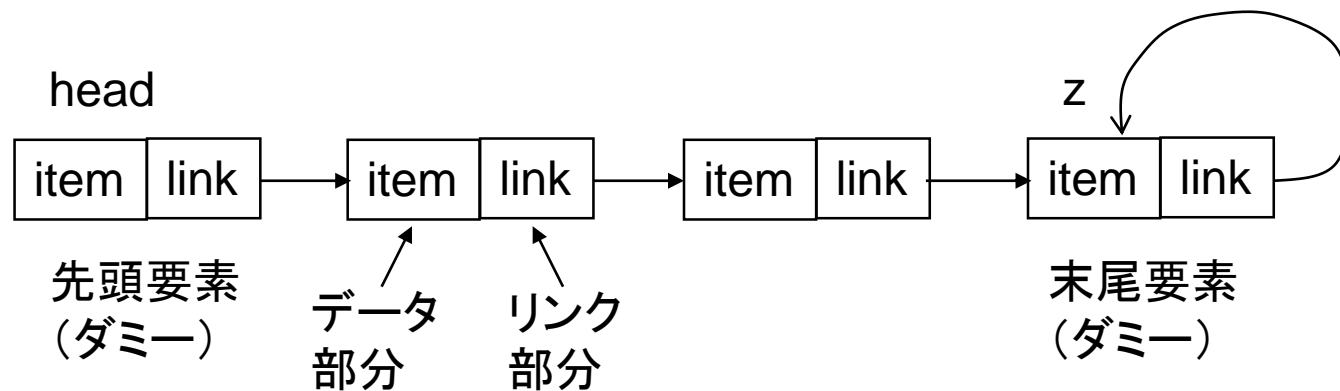 head
z
item link
item link
item link
item link
先頭要素
（ダミー）
データ
部分
リンク
部分
末尾要素
（ダミー）